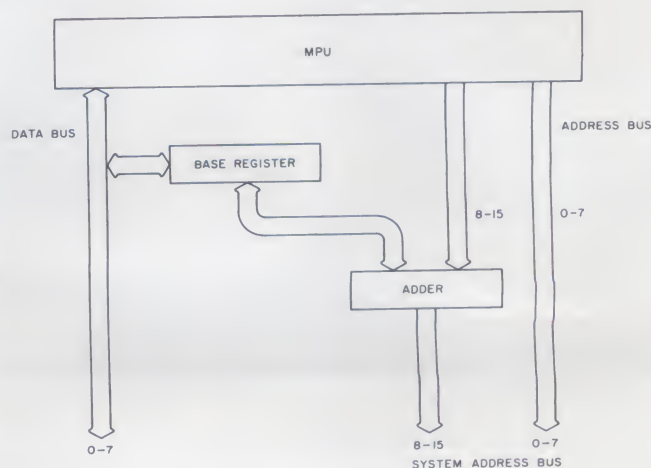 MPU
DATA BUS
ADDRESS BUS
BASE REGISTER
8-15
0-7
ADDER
0-7
8-15
0-7
SYSTEM ADDRESS BUS